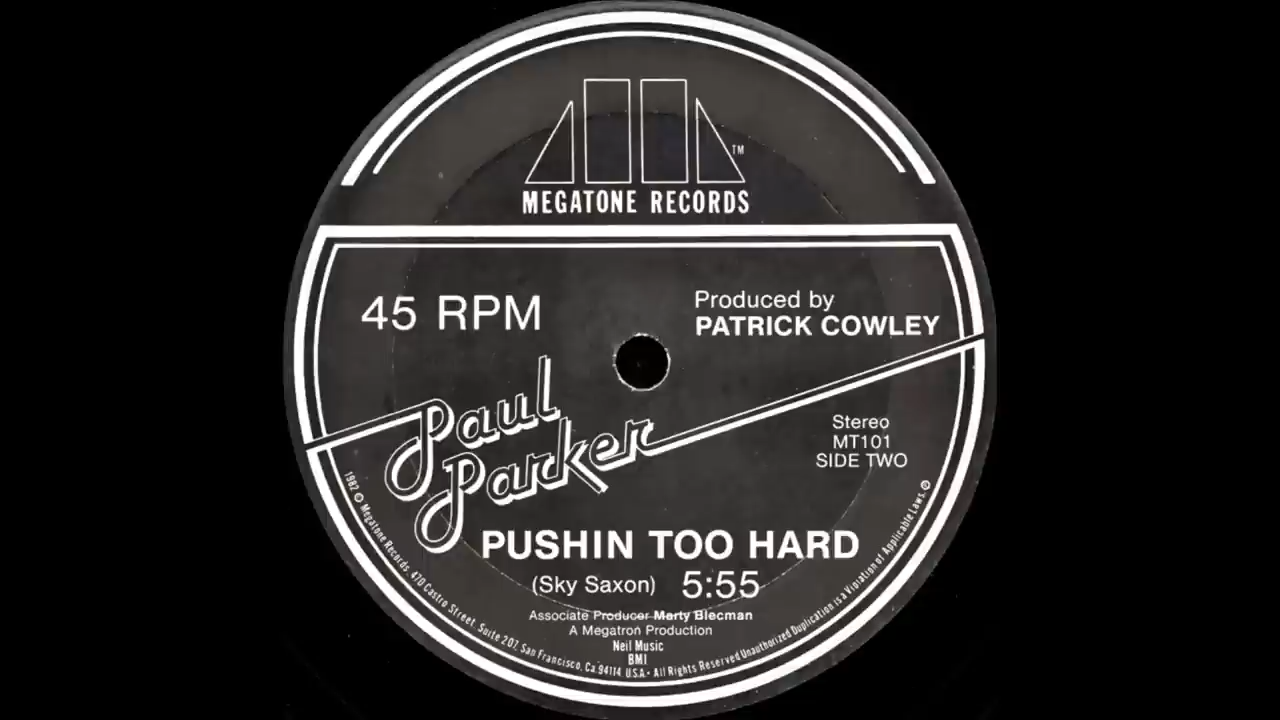 TM
MEGATONE RECORDS
45 RPM
Produced by
PATRICK COWLEY
Paul
Parker
Stereo
MT101
SIDE TWO
PUSHIN TOO HARD
(Sky Saxon) 5:55
Associate Producer Marty Blecman
A Megatron Production
Neil Music
BMI
1982 ℗ Megatone Records, 470 Castro Street, Suite 207, San Francisco, Ca. 94114 U.S.A. • All Rights Reserved Unauthorized Duplication is a Violation of Applicable Laws. ℗